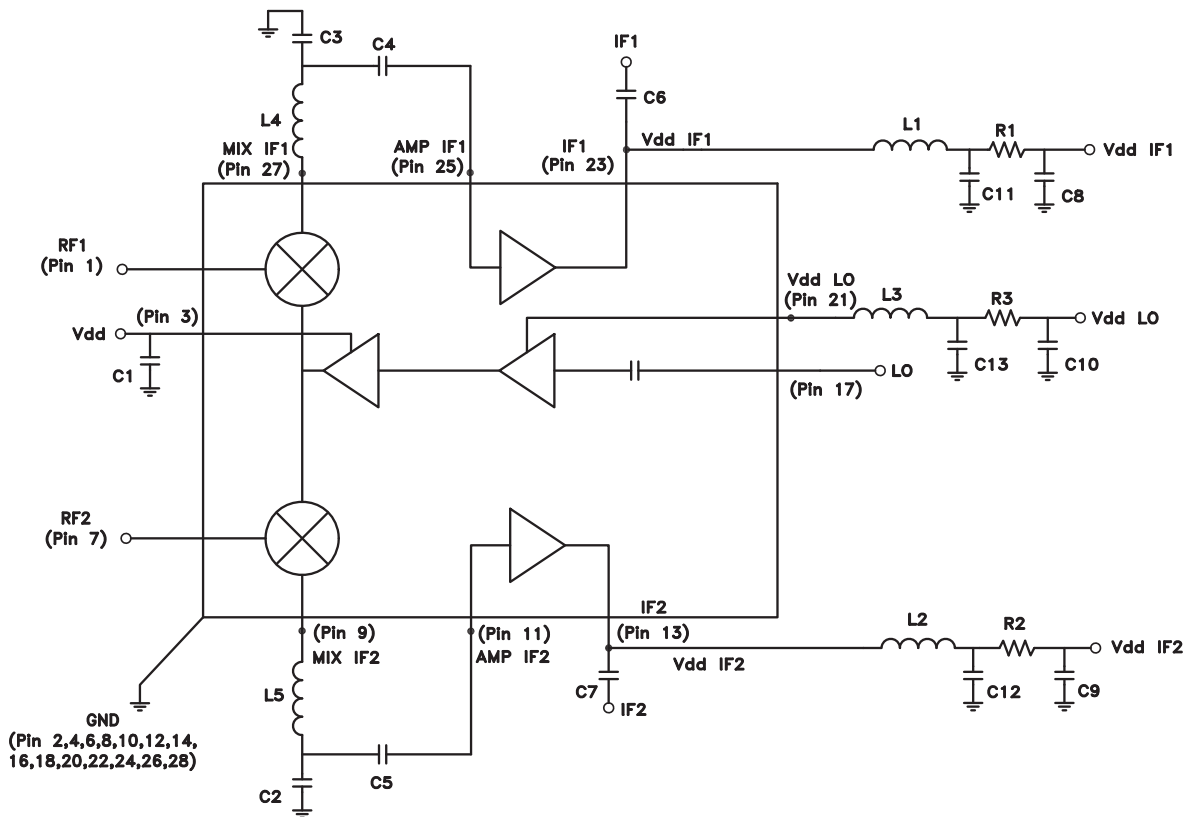 C3
C4
IF1
C6
L4
MIX IF1
(Pin 27)
AMP IF1
(Pin 25)
IF1
(Pin 23)
Vdd IF1
L1
R1
Vdd IF1
C11
C8
RF1
(Pin 1)
Vdd LO
(Pin 21)
L3
R3
Vdd LO
(Pin 3)
Vdd
C1
C13
C10
LO
(Pin 17)
RF2
(Pin 7)
IF2
(Pin 9)
MIX IF2
(Pin 11)
AMP IF2
(Pin 13)
Vdd IF2
L2
R2
Vdd IF2
L5
C7
IF2
C12
C9
GND
(Pin 2,4,6,8,10,12,14,
16,18,20,22,24,26,28)
C5
C2